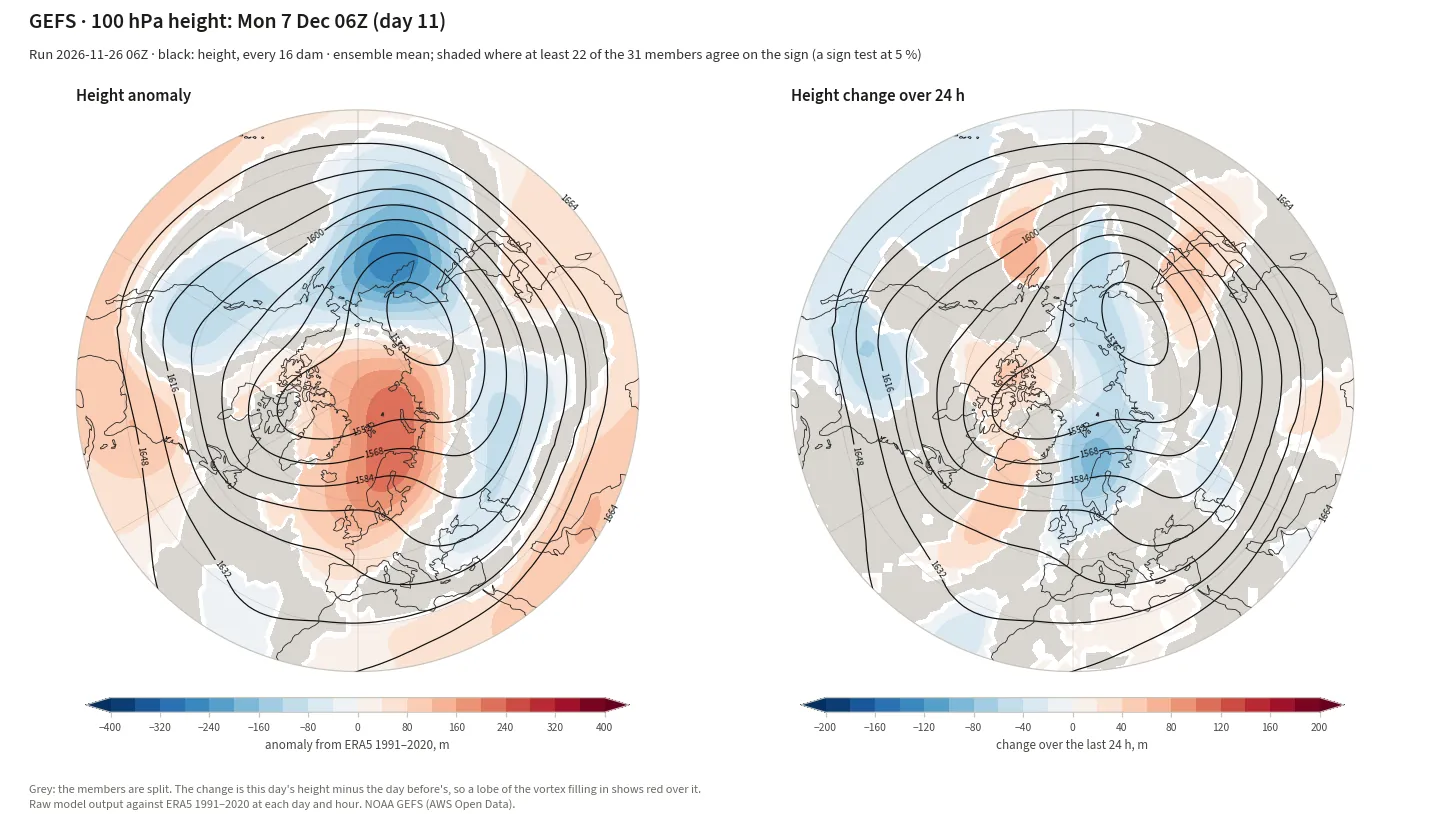 GEFS · 100 hPa height: Mon 7 Dec 06Z (day 11)
Run 2026-11-26 06Z · black: height, every 16 dam · ensemble mean; shaded where at least 22 of the 31 members agree on the sign (a sign test at 5 %)
Height anomaly
Height change over 24 h
1664
1600
1616
1648
1632
1568
1584
1664
1664
1600
1616
1648
1632
1568
1584
1664
−400 −320 −240 −160 −80 0 80 160 240 320 400
anomaly from ERA5 1991–2020, m
−200 −160 −120 −80 −40 0 40 80 120 160 200
change over the last 24 h, m
Grey: the members are split. The change is this day's height minus the day before's, so a lobe of the vortex filling in shows red over it.
Raw model output against ERA5 1991–2020 at each day and hour. NOAA GEFS (AWS Open Data).